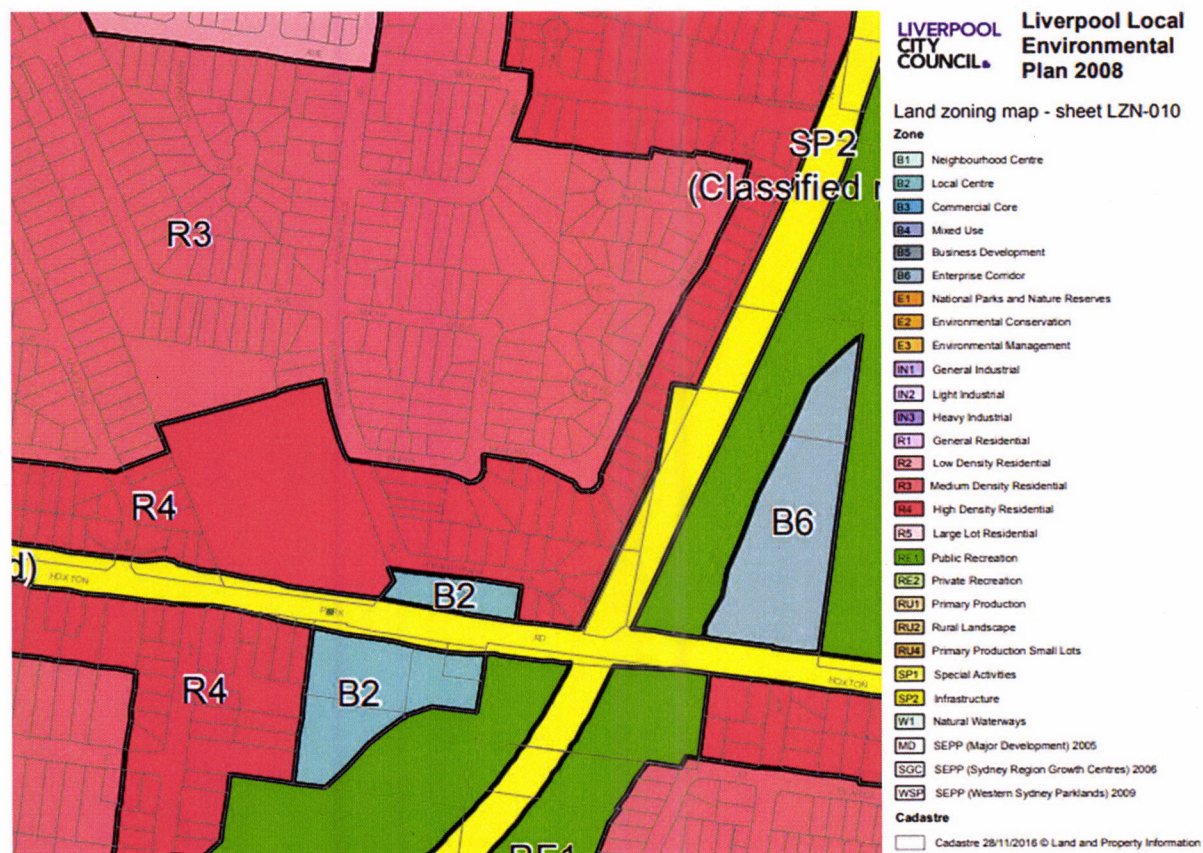 AVE
SP2
(Classified r
R3
R4
B6
B2
d)
HOXTON
PARK
RD
HOXTON
R4
B2
RE1
LIVERPOOL
CITY
COUNCIL
Liverpool Local
Environmental
Plan 2008
Land zoning map - sheet LZN-010
Zone
B1 Neighbourhood Centre
B2 Local Centre
B3 Commercial Core
B4 Mixed Use
B5 Business Development
B6 Enterprise Corridor
E1 National Parks and Nature Reserves
E2 Environmental Conservation
E3 Environmental Management
IN1 General Industrial
IN2 Light Industrial
IN3 Heavy Industrial
R1 General Residential
R2 Low Density Residential
R3 Medium Density Residential
R4 High Density Residential
R5 Large Lot Residential
RE1 Public Recreation
RE2 Private Recreation
RU1 Primary Production
RU2 Rural Landscape
RU4 Primary Production Small Lots
SP1 Special Activities
SP2 Infrastructure
W1 Natural Waterways
MD SEPP (Major Development) 2005
SGC SEPP (Sydney Region Growth Centres) 2006
WSP SEPP (Western Sydney Parklands) 2009
Cadastre
Cadastre 28/11/2016 © Land and Property Information